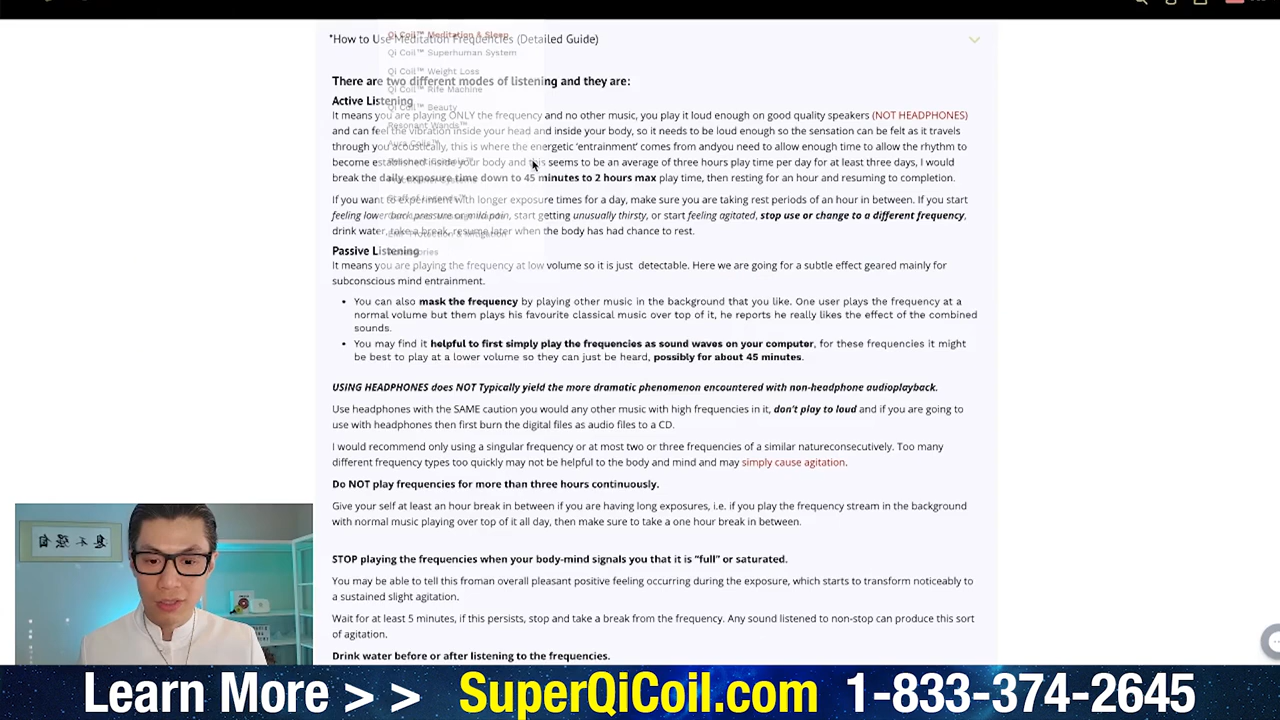 *How to Use Meditation Frequencies (Detailed Guide)
Qi Coil™ Meditation & Sleep
Qi Coil™ Superhuman System
Qi Coil™ Weight Loss
Qi Coil™ Rife Machine
Qi Coil™ Beauty
Resonant Wands™
Aura Coils™
Accessories
There are two different modes of listening and they are:
Active Listening
It means you are playing ONLY the frequency and no other music, you play it loud enough on good quality speakers (NOT HEADPHONES)
and can feel the vibration inside your head and inside your body, so it needs to be loud enough so the sensation can be felt as it travels
through you acoustically, this is where the energetic ‘entrainment’ comes from andyou need to allow enough time to allow the rhythm to
become established inside your body and this seems to be an average of three hours play time per day for at least three days, I would
break the daily exposure time down to 45 minutes to 2 hours max play time, then resting for an hour and resuming to completion.
If you want to experiment with longer exposure times for a day, make sure you are taking rest periods of an hour in between. If you start
feeling lower back pressure or mild pain, start getting unusually thirsty, or start feeling agitated, stop use or change to a different frequency,
drink water, take a break, resume later when the body has had chance to rest.
Passive Listening
It means you are playing the frequency at low volume so it is just detectable. Here we are going for a subtle effect geared mainly for
subconscious mind entrainment.
• You can also mask the frequency by playing other music in the background that you like. One user plays the frequency at a
normal volume but them plays his favourite classical music over top of it, he reports he really likes the effect of the combined
sounds.
• You may find it helpful to first simply play the frequencies as sound waves on your computer, for these frequencies it might
be best to play at a lower volume so they can just be heard, possibly for about 45 minutes.
USING HEADPHONES does NOT Typically yield the more dramatic phenomenon encountered with non-headphone audioplayback.
Use headphones with the SAME caution you would any other music with high frequencies in it, don't play to loud and if you are going to
use with headphones then first burn the digital files as audio files to a CD.
I would recommend only using a singular frequency or at most two or three frequencies of a similar natureconsecutively. Too many
different frequency types too quickly may not be helpful to the body and mind and may simply cause agitation.
Do NOT play frequencies for more than three hours continuously.
Give your self at least an hour break in between if you are having long exposures, i.e. if you play the frequency stream in the background
with normal music playing over top of it all day, then make sure to take a one hour break in between.
STOP playing the frequencies when your body-mind signals you that it is “full” or saturated.
You may be able to tell this froman overall pleasant positive feeling occurring during the exposure, which starts to transform noticeably to
a sustained slight agitation.
Wait for at least 5 minutes, if this persists, stop and take a break from the frequency. Any sound listened to non-stop can produce this sort
of agitation.
Drink water before or after listening to the frequencies.
Learn More > > SuperQiCoil.com 1-833-374-2645